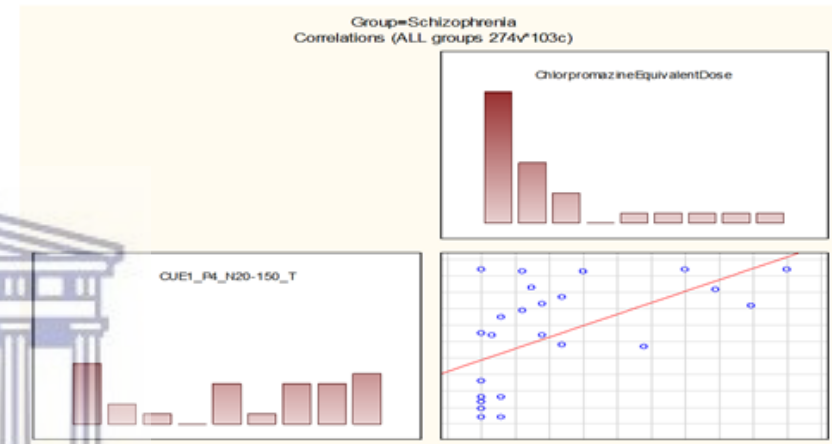 Group=Schizophrenia
Correlations (ALL groups 274v*103c)
ChlorpromazineEquivalentDose
CUE1_P4_N20-150_T